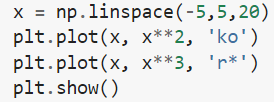 x = np.linspace(-5,5,20)
plt.plot(x, x**2, 'ko')
plt.plot(x, x**3, 'r*')
plt.show()